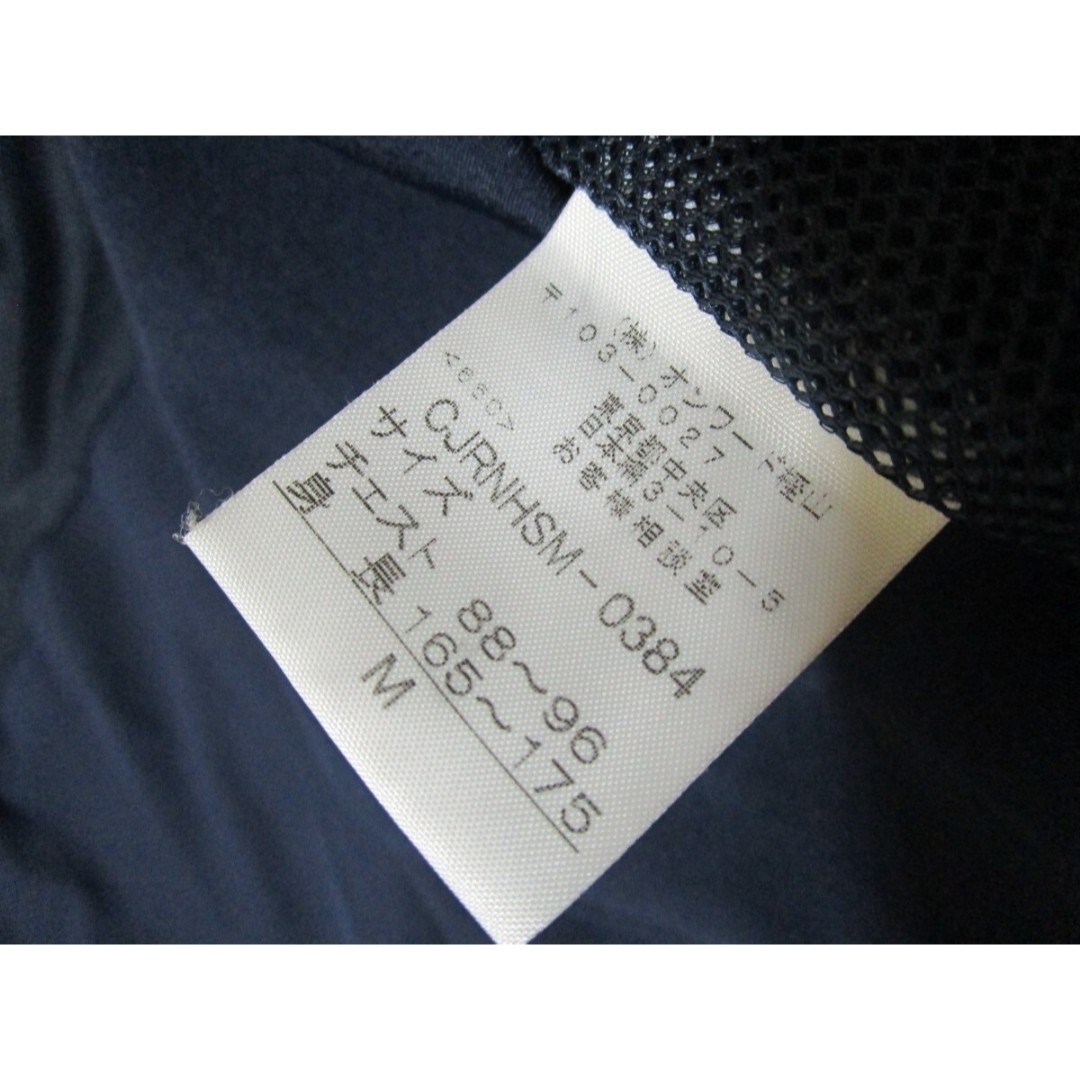 (株)オンワード樫山
〒103-0027
東京都中央区
日本橋3-10-5
お客様相談室
<660>
CJRNHSM-0384
サイズ
チェスト 88〜96
身長 165〜175
M